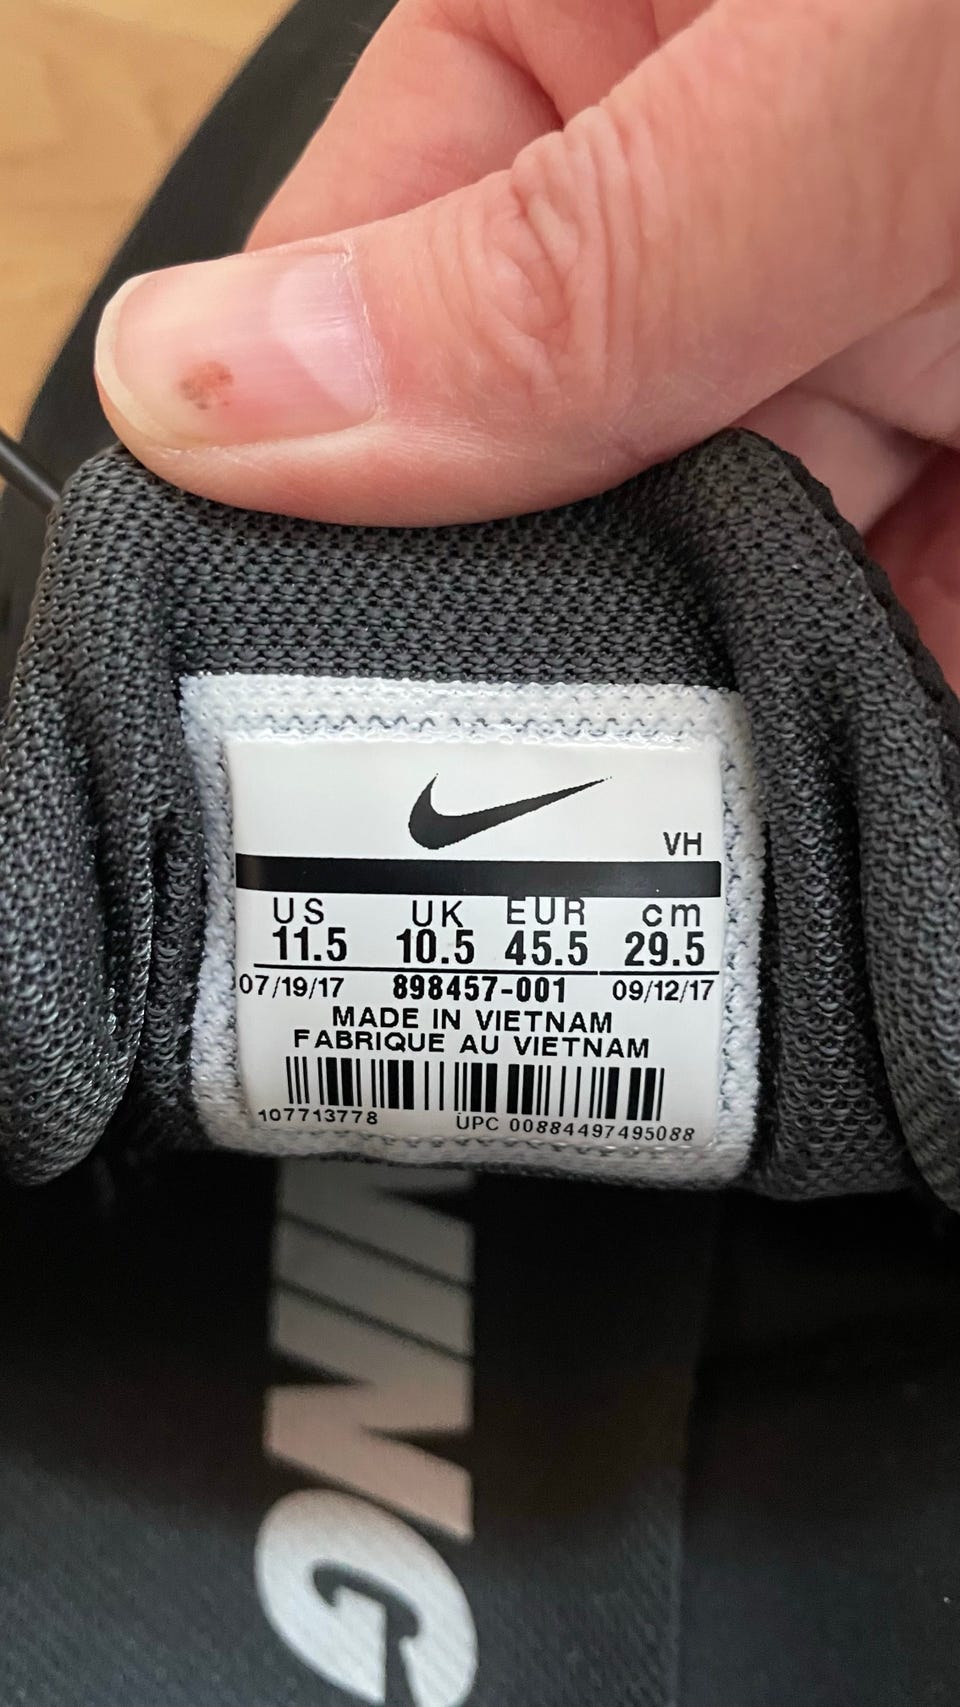 VH
US UK EUR cm
11.5 10.5 45.5 29.5
07/19/17 898457-001 09/12/17
MADE IN VIETNAM
FABRIQUE AU VIETNAM
107713778 UPC 00884497495088